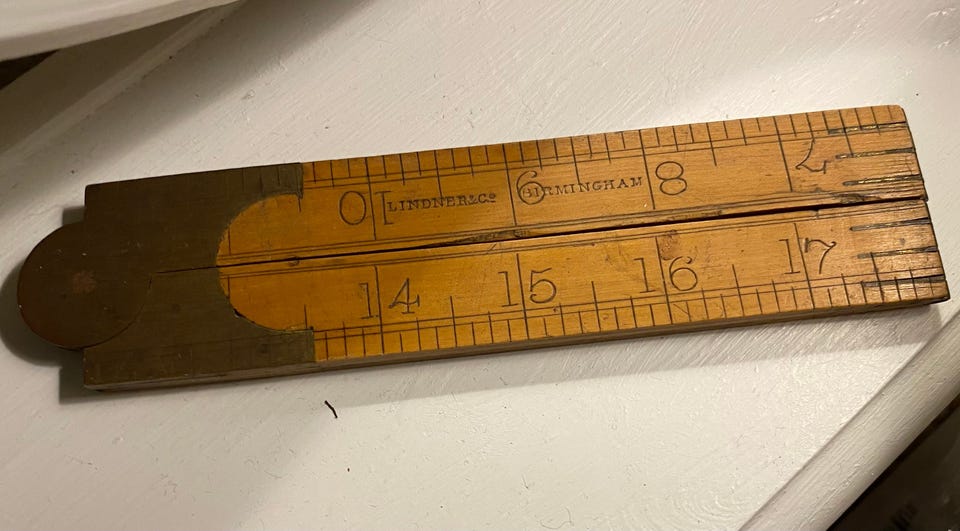 10 LINDNER & Co 9 BIRMINGHAM 8 7
14 15 16 17